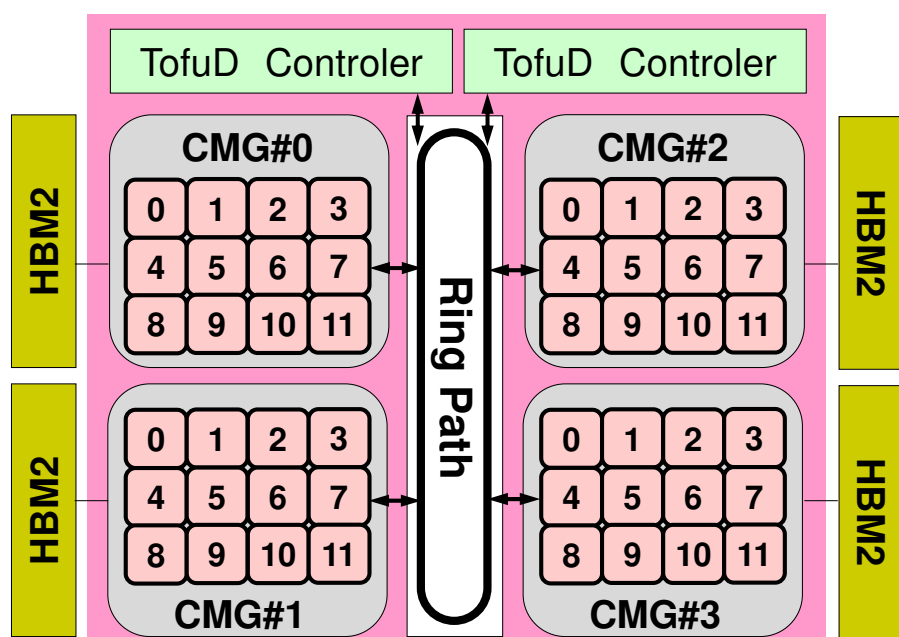 TofuD Controler
TofuD Controler
HBM2
CMG#0
0 1 2 3
4 5 6 7
8 9 10 11
Ring Path
CMG#2
0 1 2 3
4 5 6 7
8 9 10 11
HBM2
HBM2
0 1 2 3
4 5 6 7
8 9 10 11
CMG#1
0 1 2 3
4 5 6 7
8 9 10 11
CMG#3
HBM2